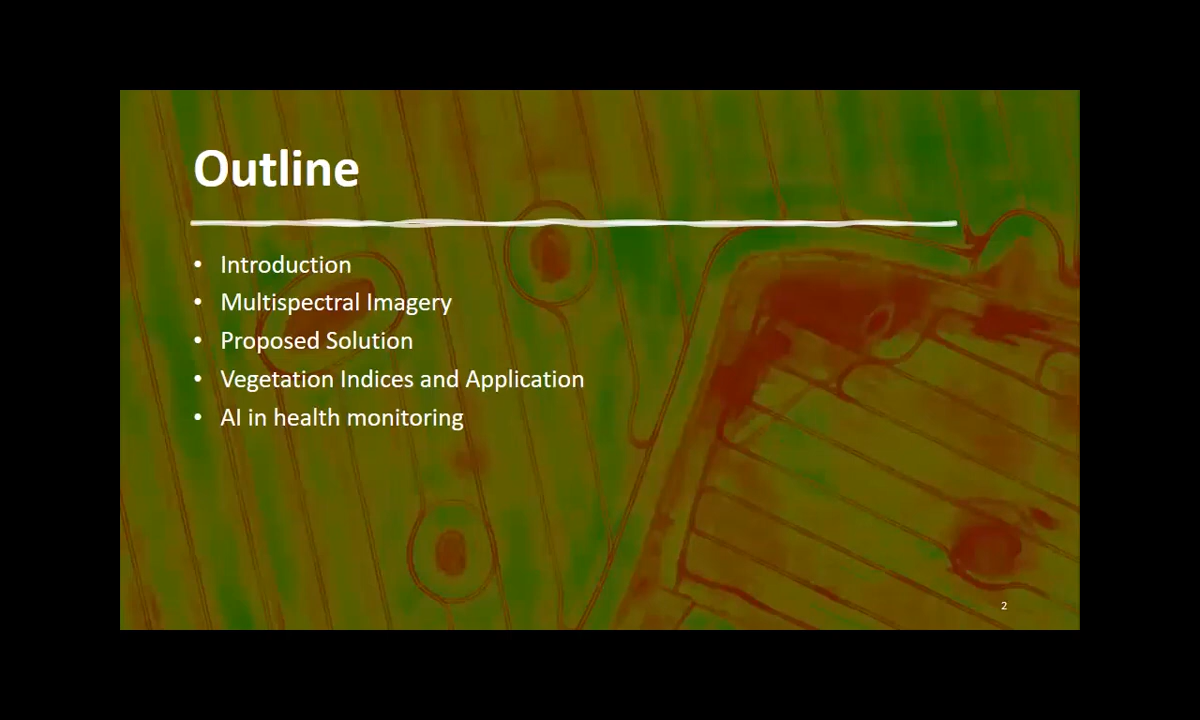 Outline
• Introduction
• Multispectral Imagery
• Proposed Solution
• Vegetation Indices and Application
• AI in health monitoring
2